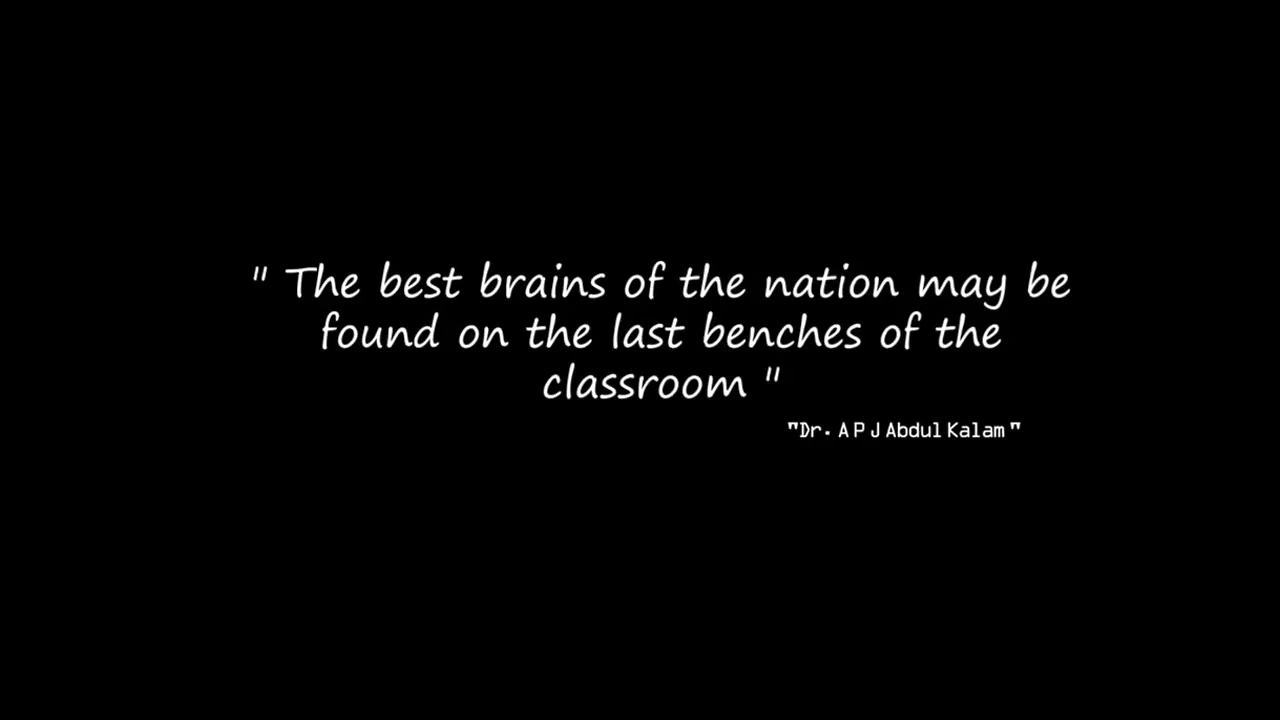 " The best brains of the nation may be
found on the last benches of the
classroom "
"Dr. A P J Abdul Kalam "